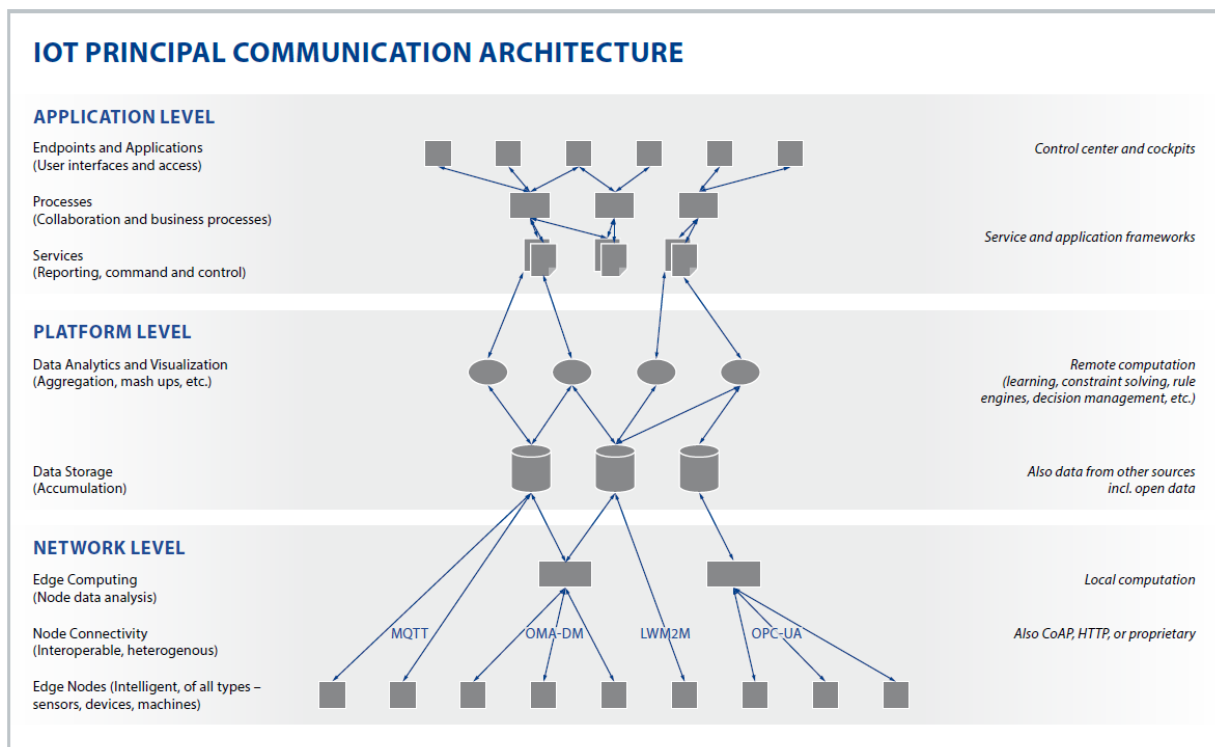 IOT PRINCIPAL COMMUNICATION ARCHITECTURE
APPLICATION LEVEL
Endpoints and Applications
(User interfaces and access)
Control center and cockpits
Processes
(Collaboration and business processes)
Service and application frameworks
Services
(Reporting, command and control)
PLATFORM LEVEL
Data Analytics and Visualization
(Aggregation, mash ups, etc.)
Remote computation
(learning, constraint solving, rule
engines, decision management, etc.)
Data Storage
(Accumulation)
Also data from other sources
incl. open data
NETWORK LEVEL
Edge Computing
(Node data analysis)
Local computation
Node Connectivity
(Interoperable, heterogenous)
MQTT
OMA-DM
LWM2M
OPC-UA
Also CoAP, HTTP, or proprietary
Edge Nodes (Intelligent, of all types –
sensors, devices, machines)